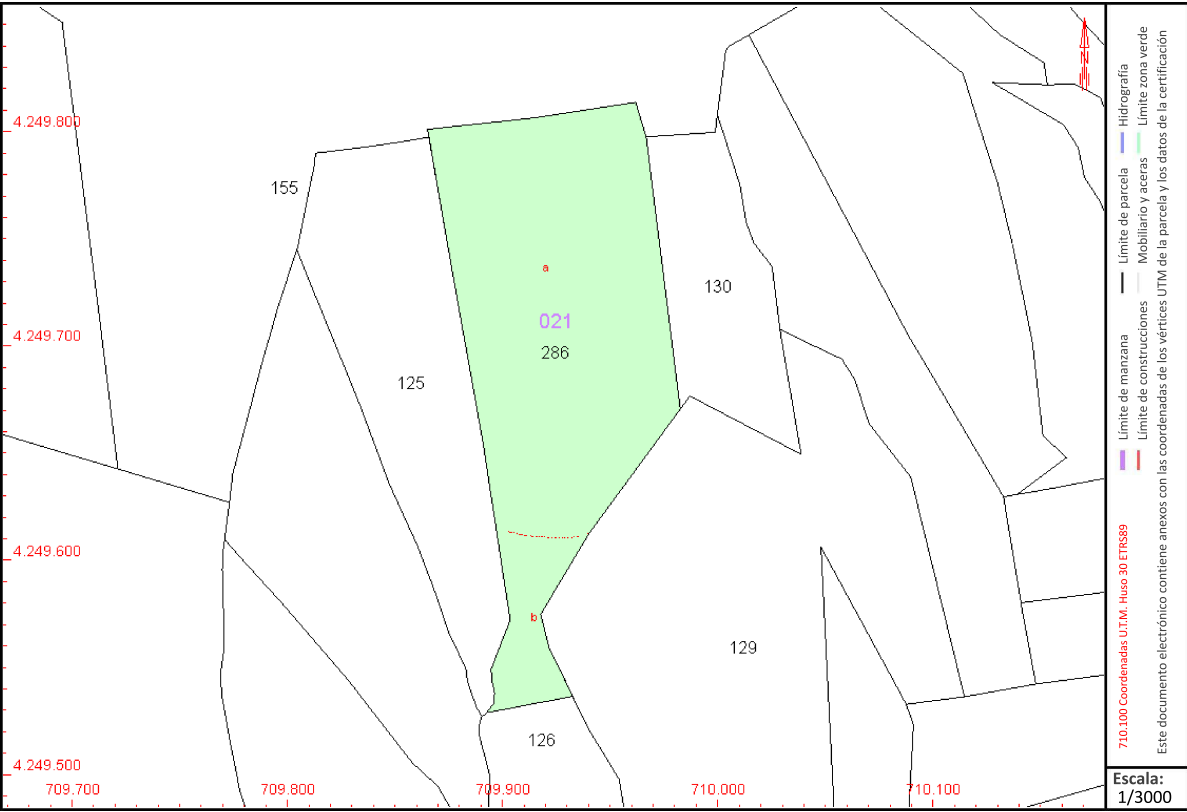 4.249.800
155
a
130
021
4.249.700
286
125
4.249.600
b
129
126
4.249.500
709.700
709.800
709.900
710.000
710.100
710.100 Coordenadas U.T.M. Huso 30 ETRS89
Límite de manzana
Límite de parcela
Hidrografía
Límite de construcciones
Mobiliario y aceras
Límite zona verde
Este documento electrónico contiene anexos con las coordenadas de los vértices UTM de la parcela y los datos de la certificación
Escala:
1/3000